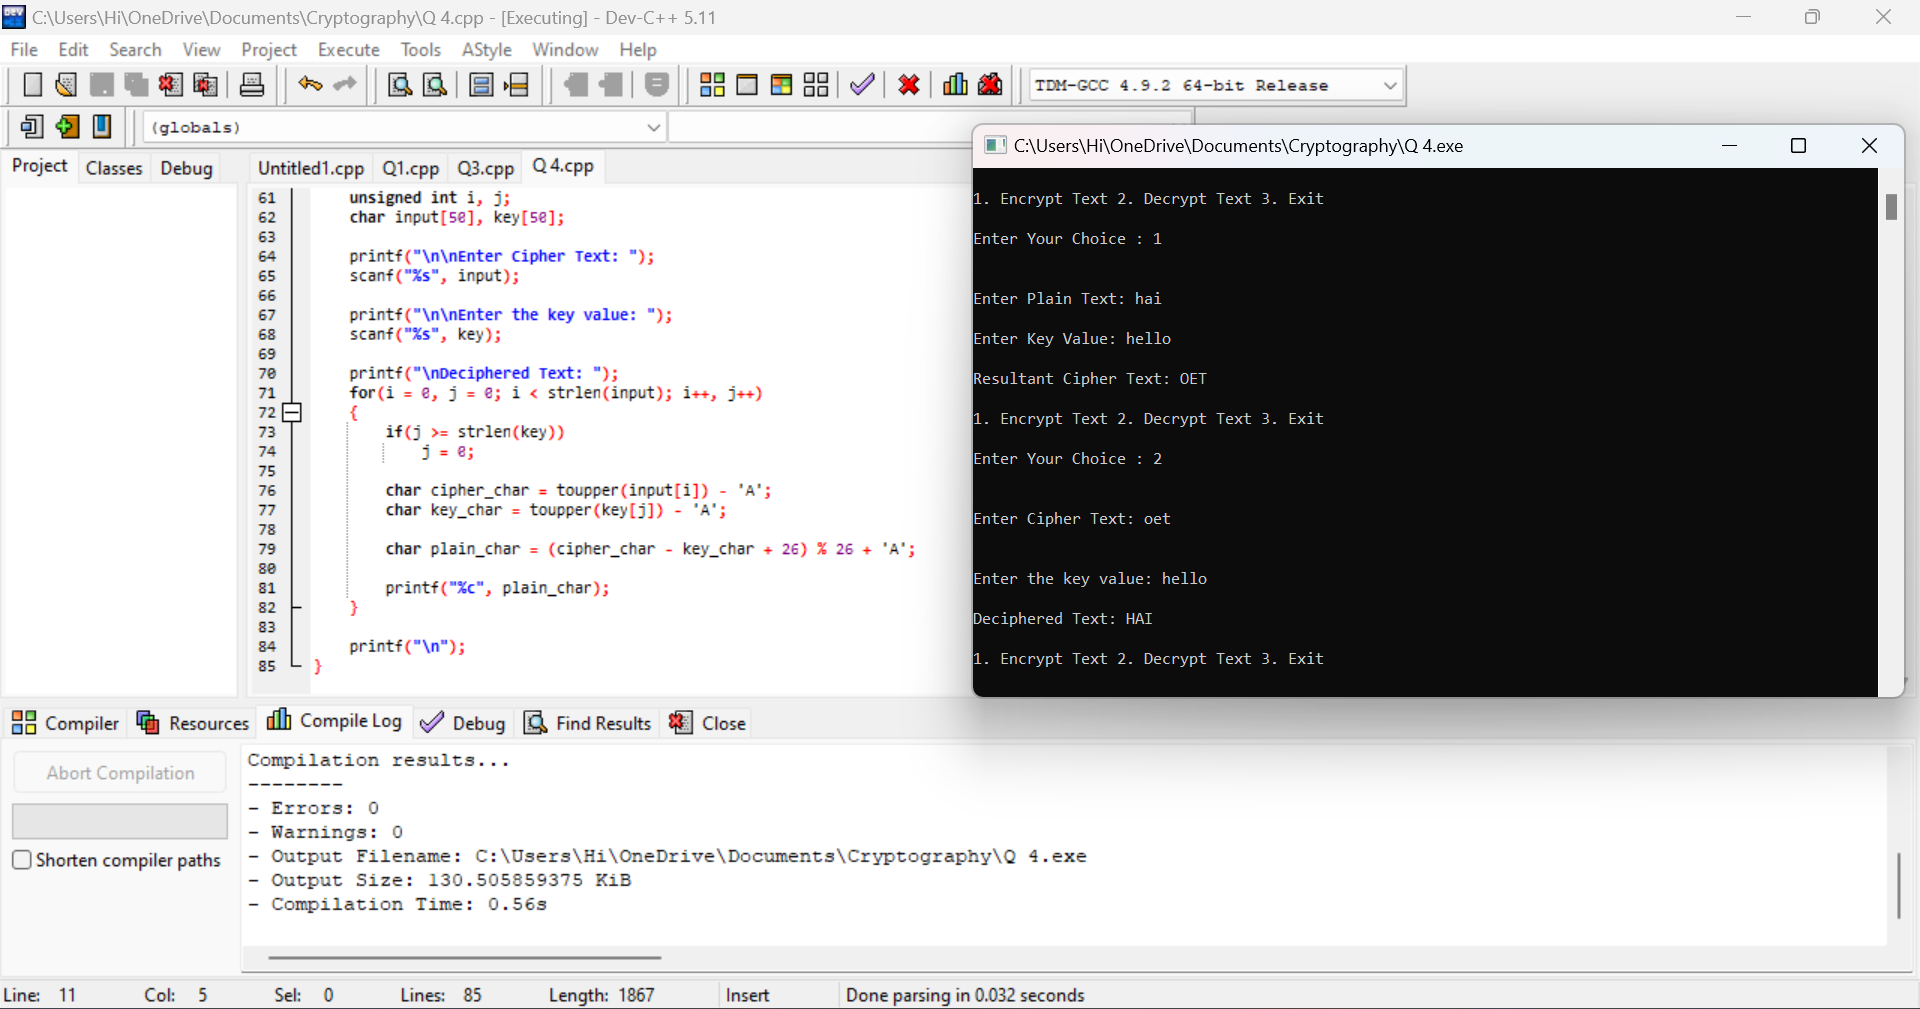 C:\Users\Hi\OneDrive\Documents\Cryptography\Q 4.cpp - [Executing] - Dev-C++ 5.11
File Edit Search View Project Execute Tools AStyle Window Help
TDM-GCC 4.9.2 64-bit Release
(globals)
Project Classes Debug
Untitled1.cpp Q1.cpp Q3.cpp Q 4.cpp
61 unsigned int i, j;
62 char input[50], key[50];
63
64 printf("\n\nEnter Cipher Text: ");
65 scanf("%s", input);
66
67 printf("\n\nEnter the key value: ");
68 scanf("%s", key);
69
70 printf("\nDeciphered Text: ");
71 for(i = 0, j = 0; i < strlen(input); i++, j++)
72 {
73 if(j >= strlen(key))
74 j = 0;
75
76 char cipher_char = toupper(input[i]) - 'A';
77 char key_char = toupper(key[j]) - 'A';
78
79 char plain_char = (cipher_char - key_char + 26) % 26 + 'A';
80
81 printf("%c", plain_char);
82 }
83
84 printf("\n");
85 }
C:\Users\Hi\OneDrive\Documents\Cryptography\Q 4.exe
1. Encrypt Text 2. Decrypt Text 3. Exit
Enter Your Choice : 1
Enter Plain Text: hai
Enter Key Value: hello
Resultant Cipher Text: OET
1. Encrypt Text 2. Decrypt Text 3. Exit
Enter Your Choice : 2
Enter Cipher Text: oet
Enter the key value: hello
Deciphered Text: HAI
1. Encrypt Text 2. Decrypt Text 3. Exit
Compiler Resources Compile Log Debug Find Results Close
Abort Compilation
Shorten compiler paths
Compilation results...
--------
- Errors: 0
- Warnings: 0
- Output Filename: C:\Users\Hi\OneDrive\Documents\Cryptography\Q 4.exe
- Output Size: 130.505859375 KiB
- Compilation Time: 0.56s
Line: 11 Col: 5 Sel: 0 Lines: 85 Length: 1867 Insert Done parsing in 0.032 seconds